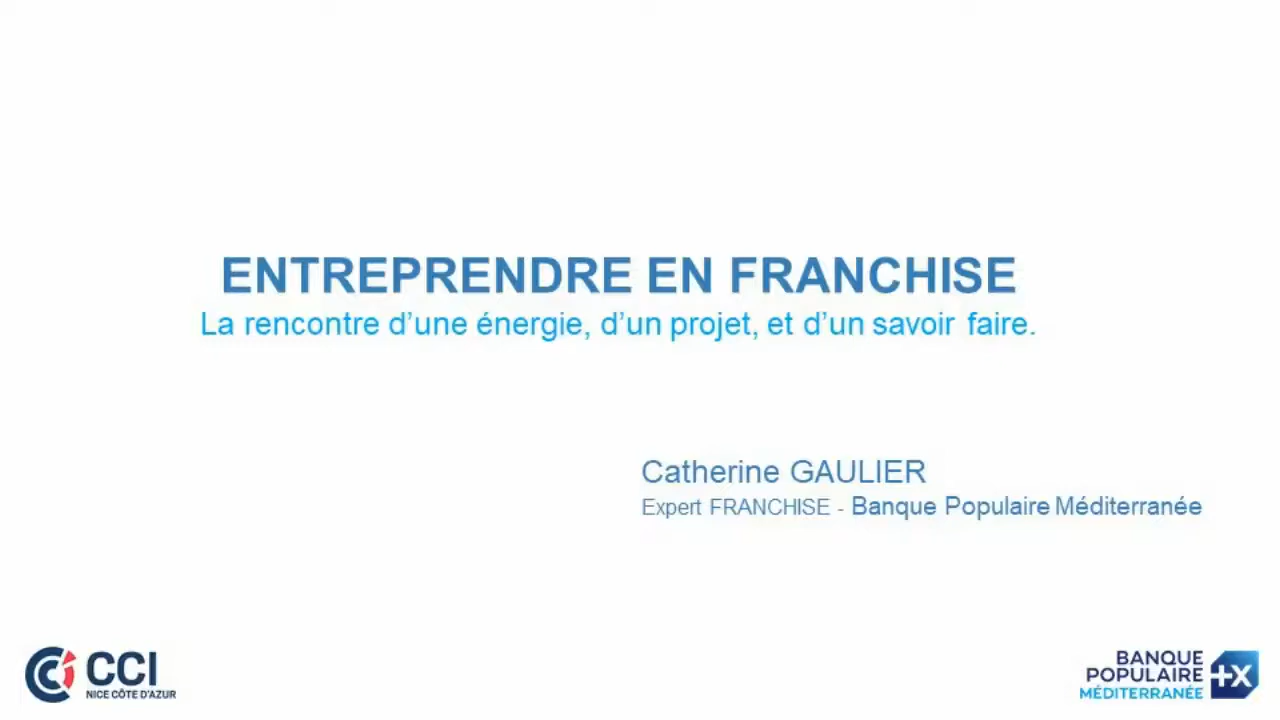 ENTREPRENDRE EN FRANCHISE
La rencontre d’une énergie, d’un projet, et d’un savoir faire.
Catherine GAULIER
Expert FRANCHISE - Banque Populaire Méditerranée
CCI
NICE CÔTE D'AZUR
BANQUE
POPULAIRE
MÉDITERRANÉE
+X